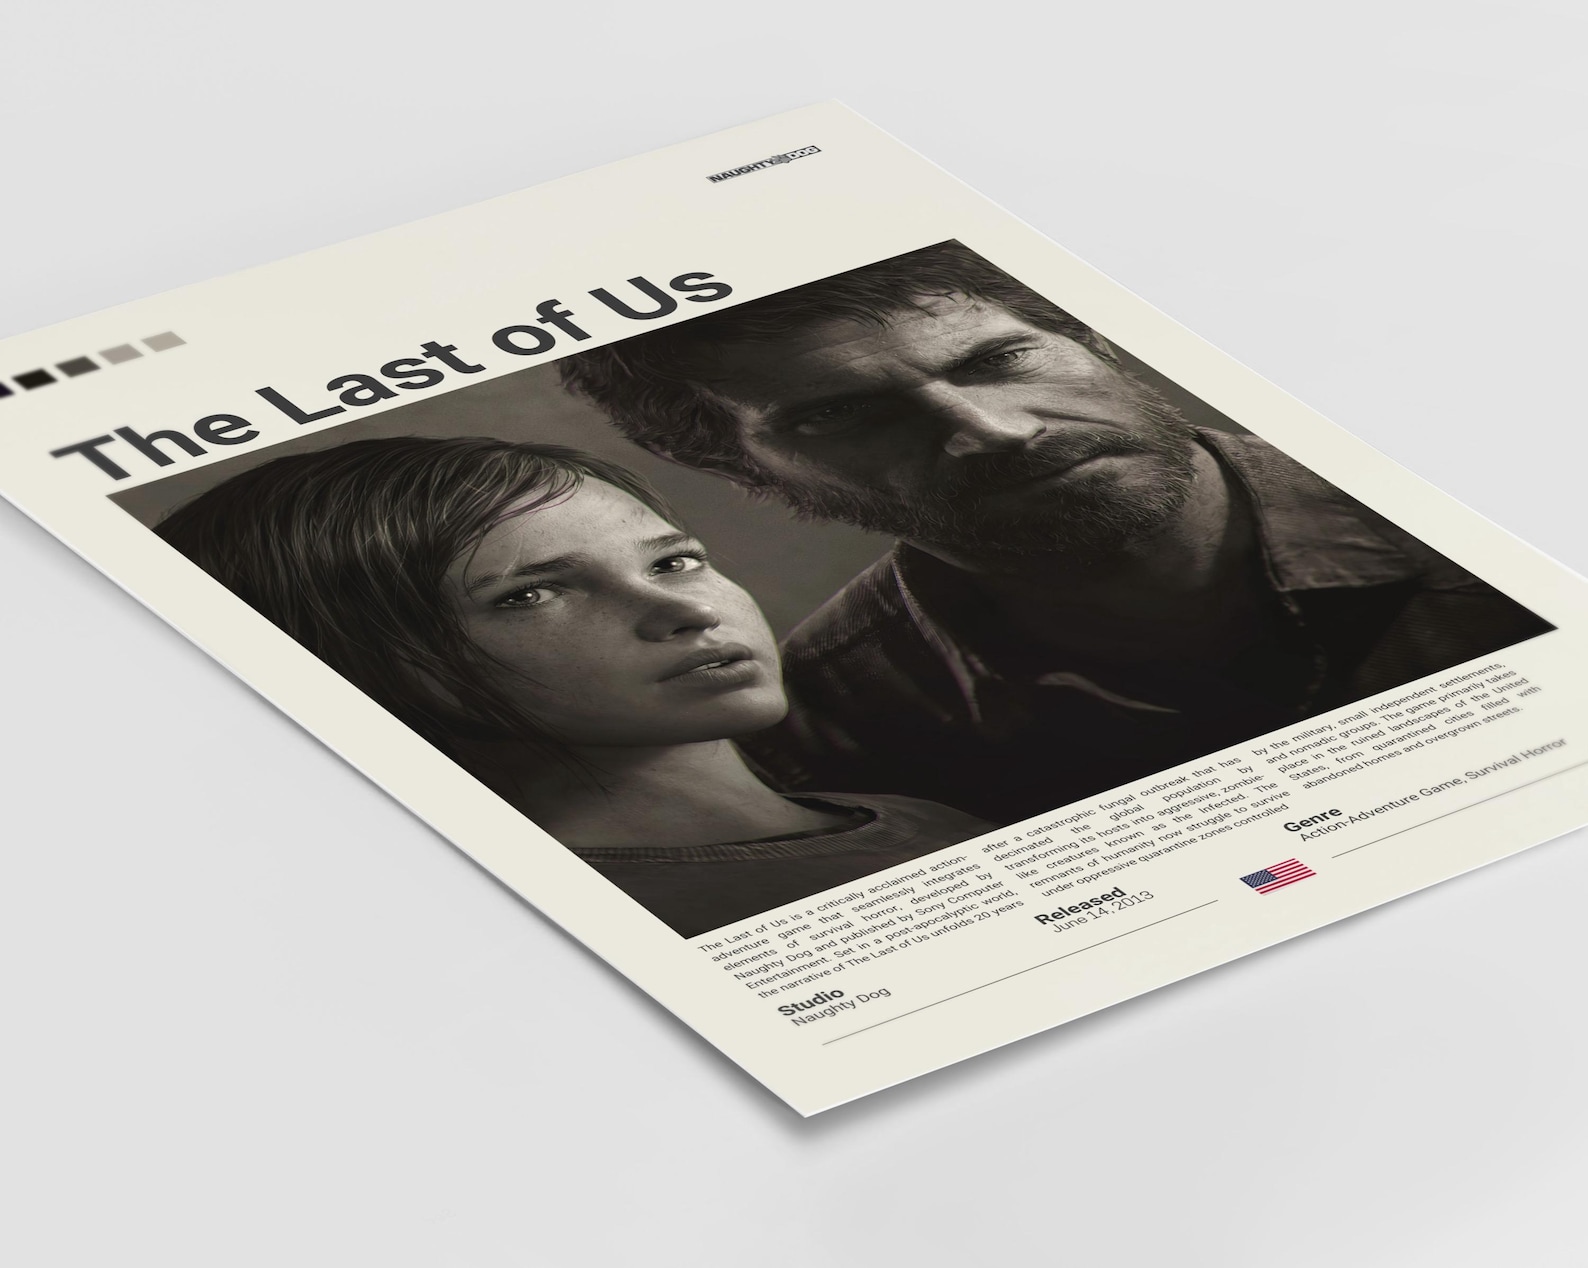 NAUGHTY DOG
The Last of Us
The Last of Us is a critically acclaimed action-
adventure game that seamlessly integrates
elements of survival horror, developed by
Naughty Dog and published by Sony Computer
Entertainment. Set in a post-apocalyptic world,
the narrative of The Last of Us unfolds 20 years
after a catastrophic fungal outbreak that has
decimated the global population by
transforming its hosts into aggressive, zombie-
like creatures known as the infected. The
remnants of humanity now struggle to survive
under oppressive quarantine zones controlled
by the military, small independent settlements,
and nomadic groups. The game primarily takes
place in the ruined landscapes of the United
States, from quarantined cities filled with
abandoned homes and overgrown streets.
Studio
Naughty Dog
Released
June 14, 2013
Genre
Action-Adventure Game, Survival Horror